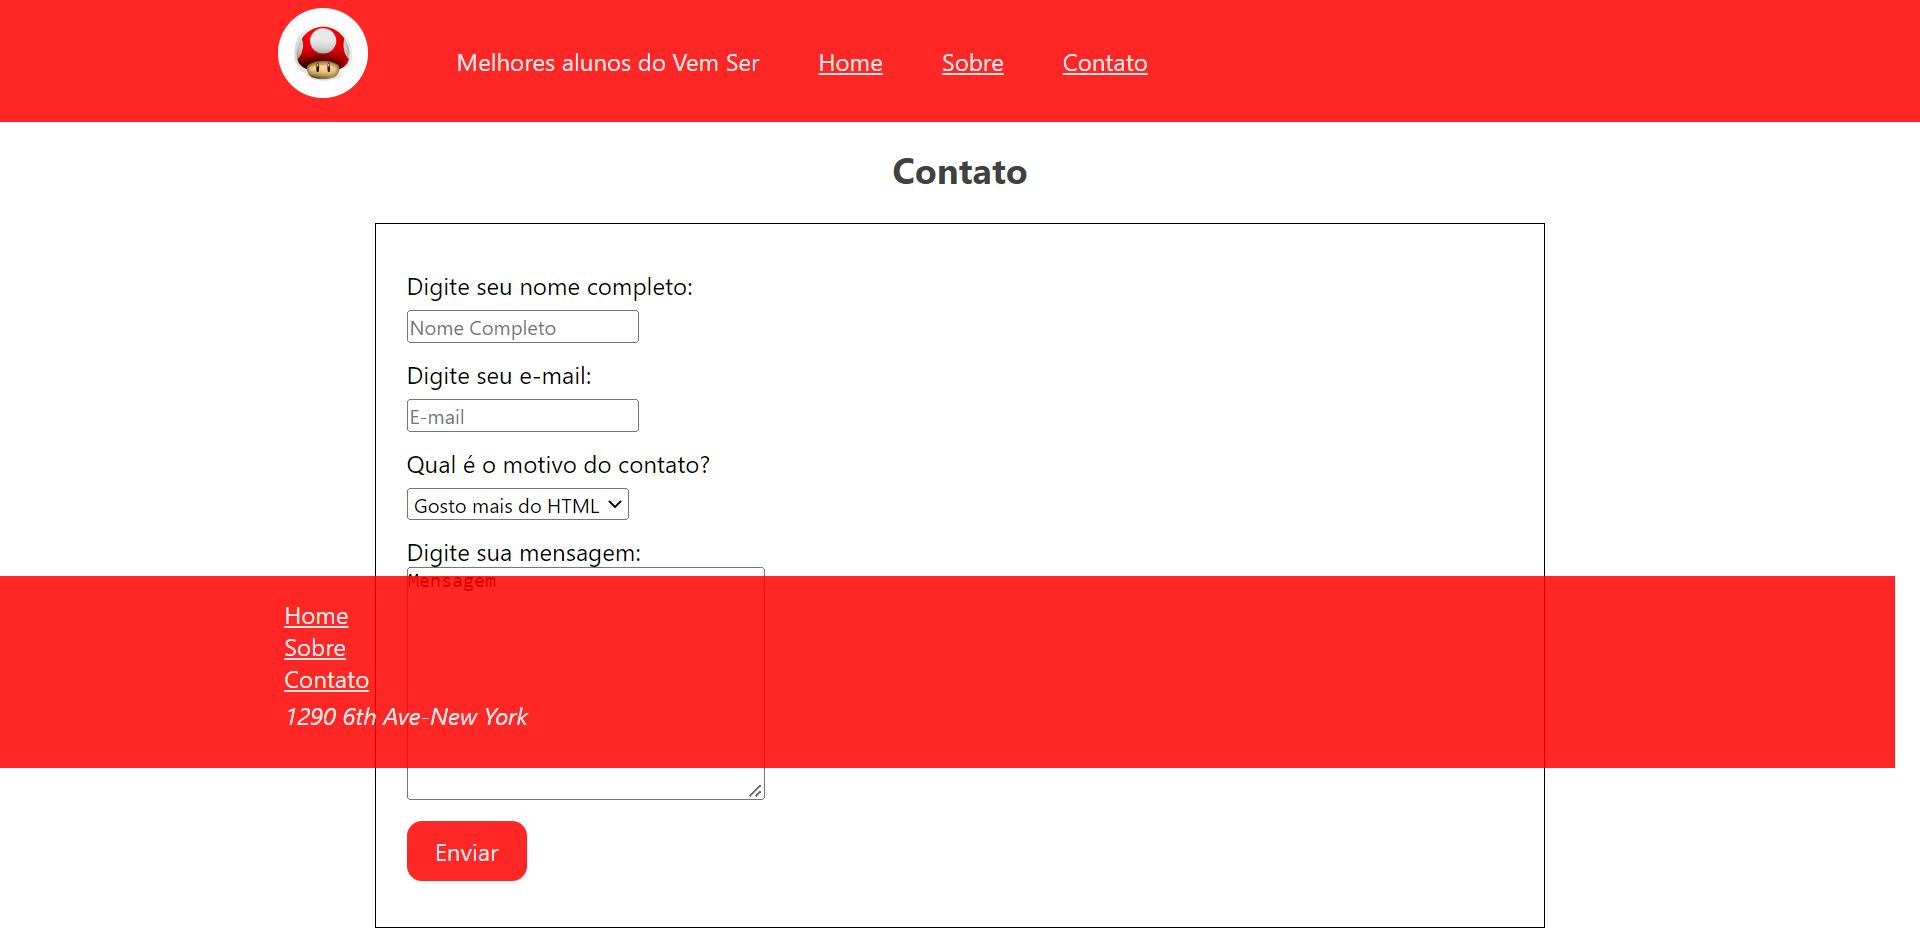 Melhores alunos do Vem Ser Home Sobre Contato
Contato
Digite seu nome completo:
Nome Completo
Digite seu e-mail:
E-mail
Qual é o motivo do contato?
Gosto mais do HTML
Digite sua mensagem:
Mensagem
Home
Sobre
Contato
1290 6th Ave-New York
Enviar